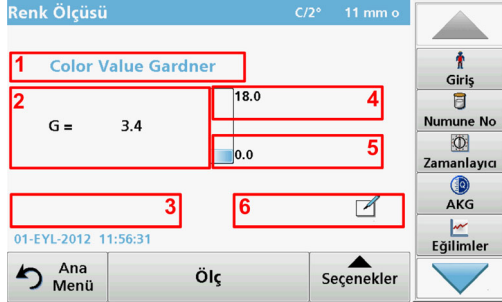 Renk Ölçüsü
C/2° 11 mm o
1 Color Value Gardner
2
G = 3.4
18.0 4
0.0 5
3
6
01-EYL-2012 11:56:31
Ana Menü
Ölç
Seçenekler
Giriş
Numune No
Zamanlayıcı
AKG
Eğilimler